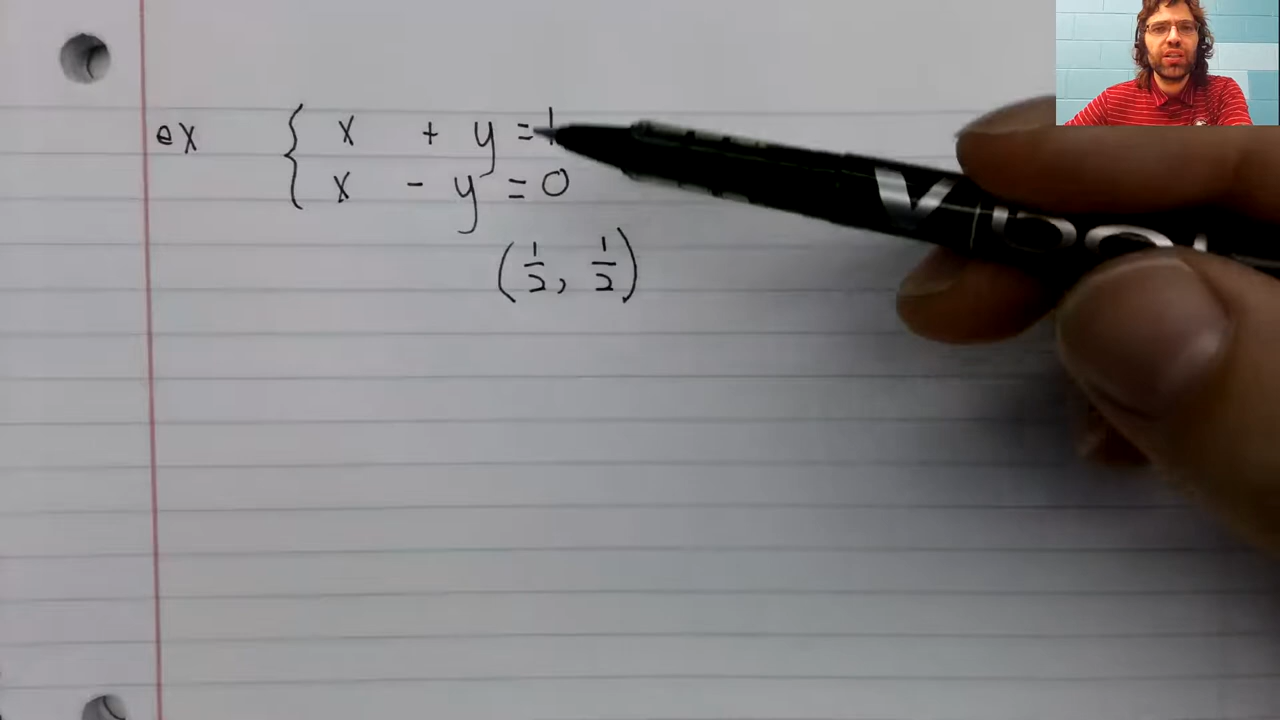 ex { x + y = 1
x - y = 0
(1/2, 1/2)